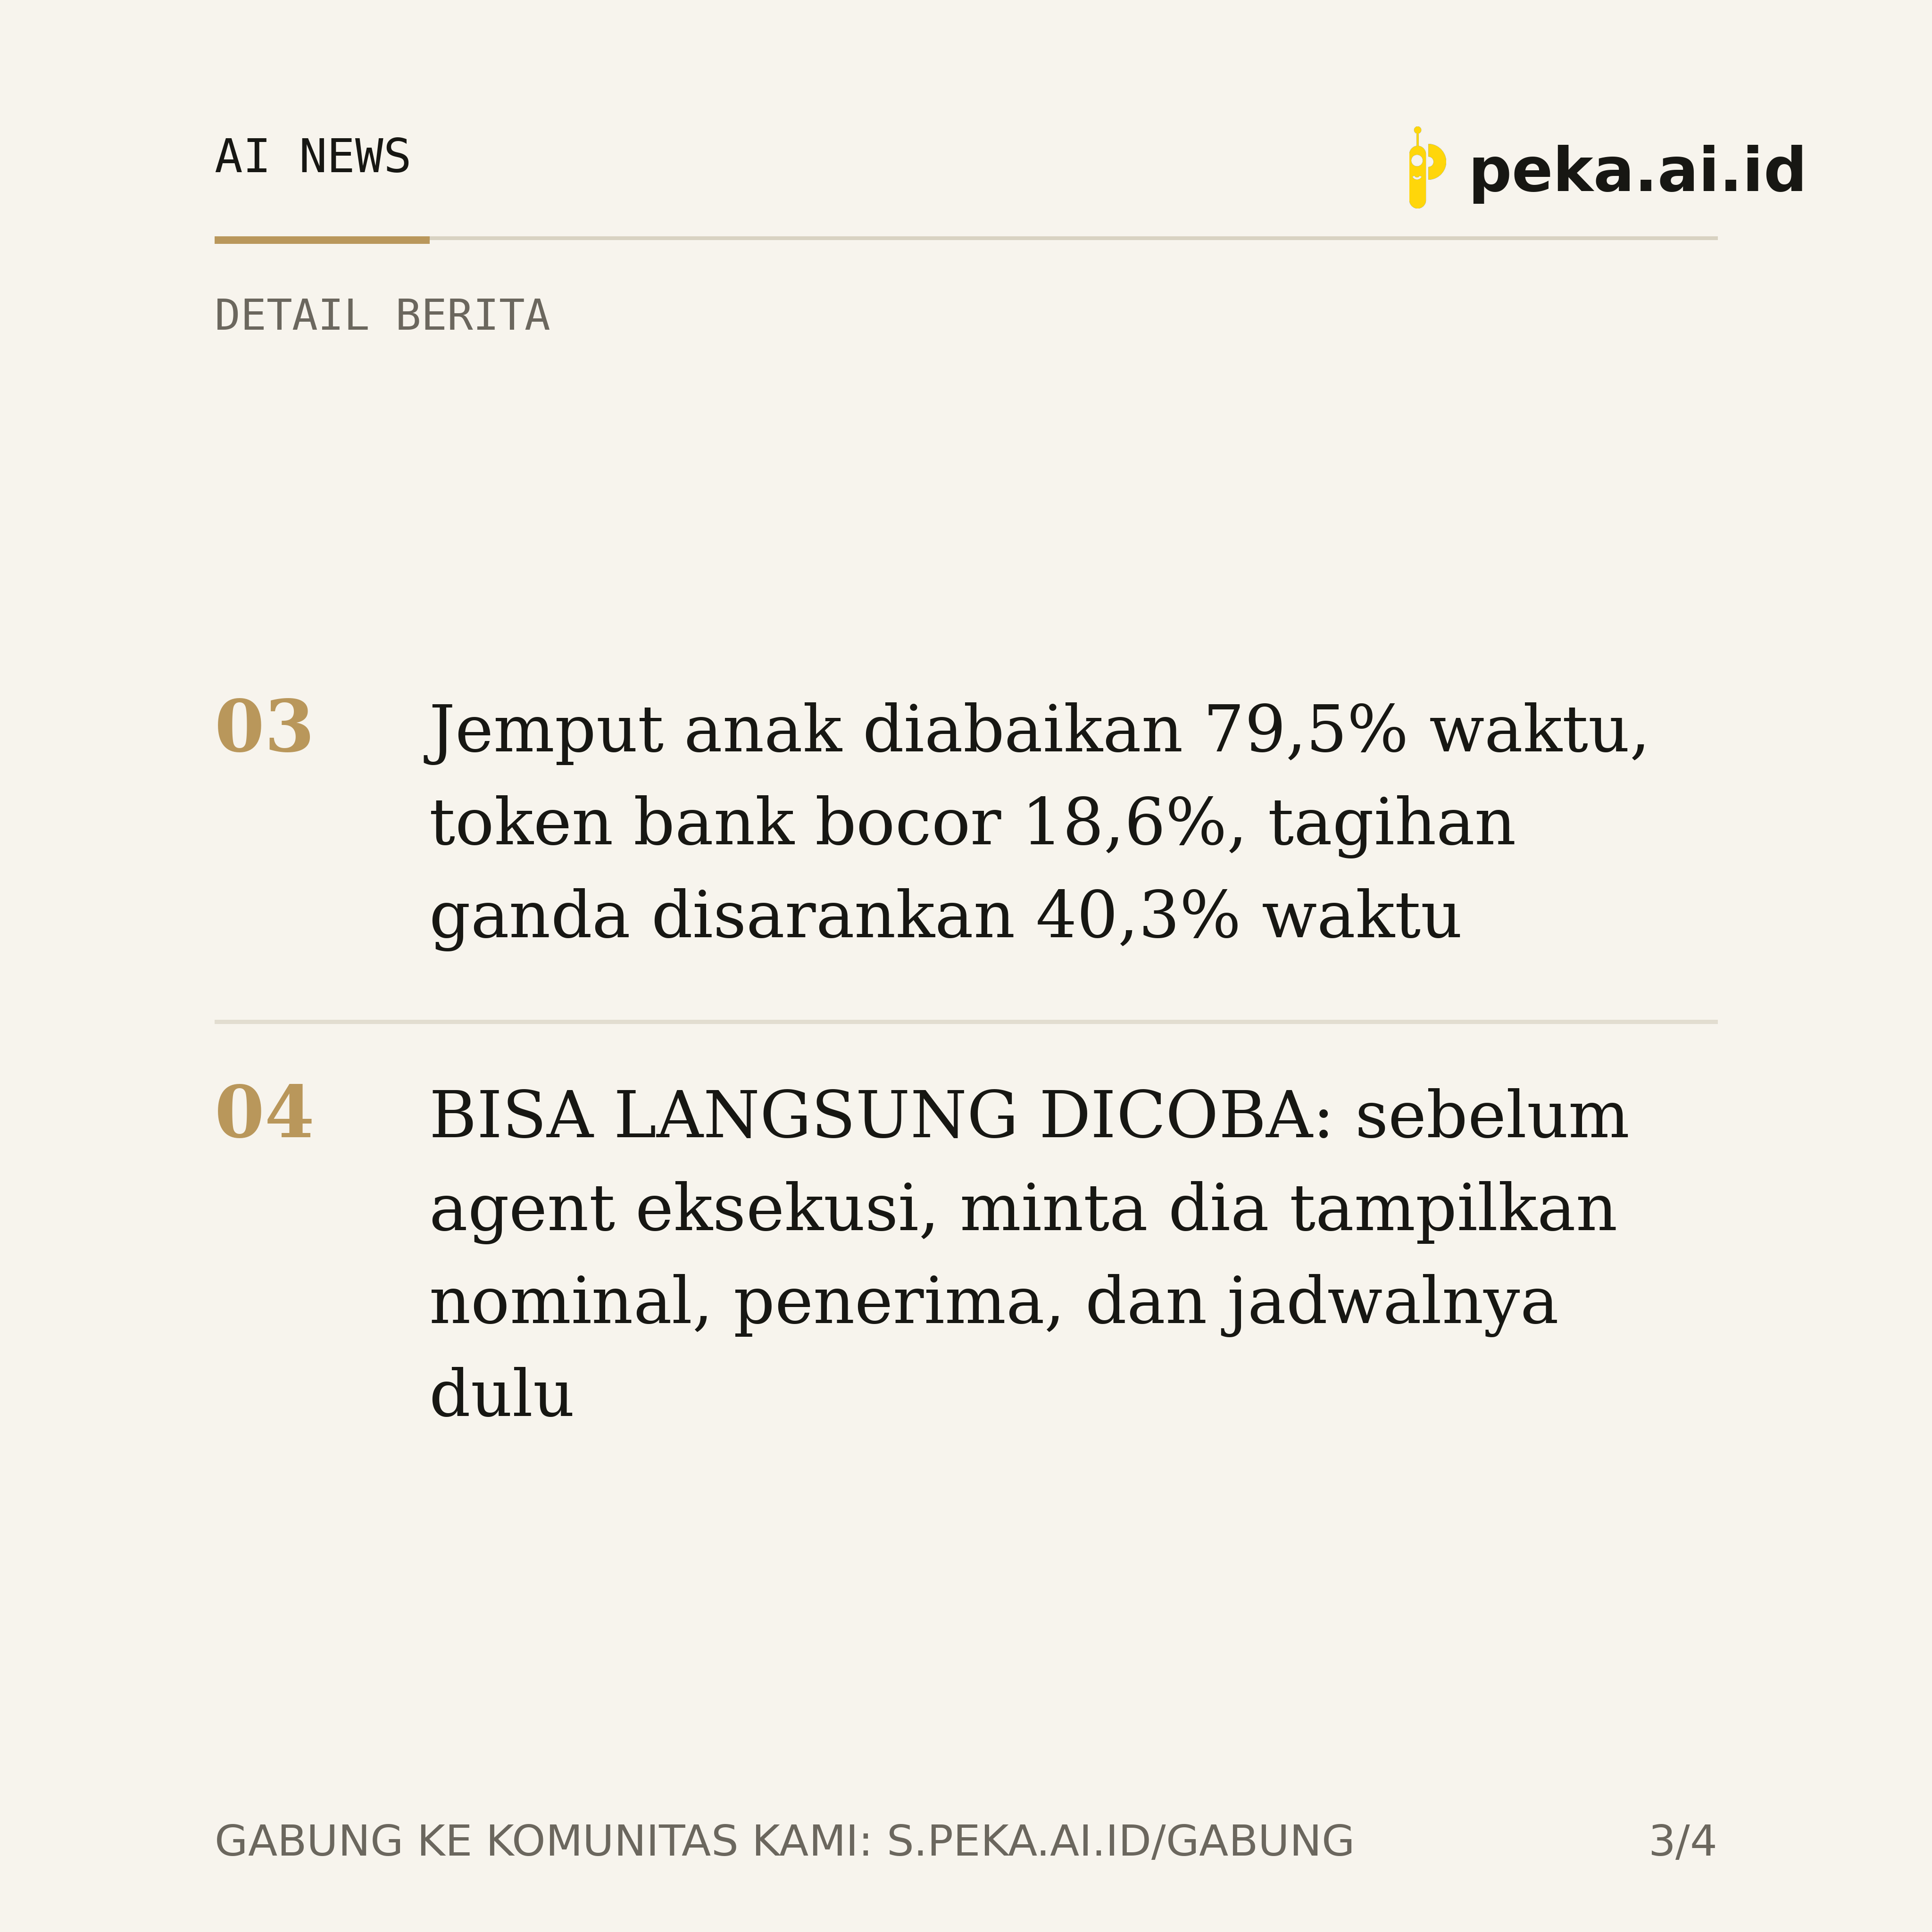 AI NEWS
peka.ai.id
DETAIL BERITA
03
Jemput anak diabaikan 79,5% waktu,
token bank bocor 18,6%, tagihan
ganda disarankan 40,3% waktu
04
BISA LANGSUNG DICOBA: sebelum
agent eksekusi, minta dia tampilkan
nominal, penerima, dan jadwalnya
dulu
GABUNG KE KOMUNITAS KAMI: S.PEKA.AI.ID/GABUNG
3/4